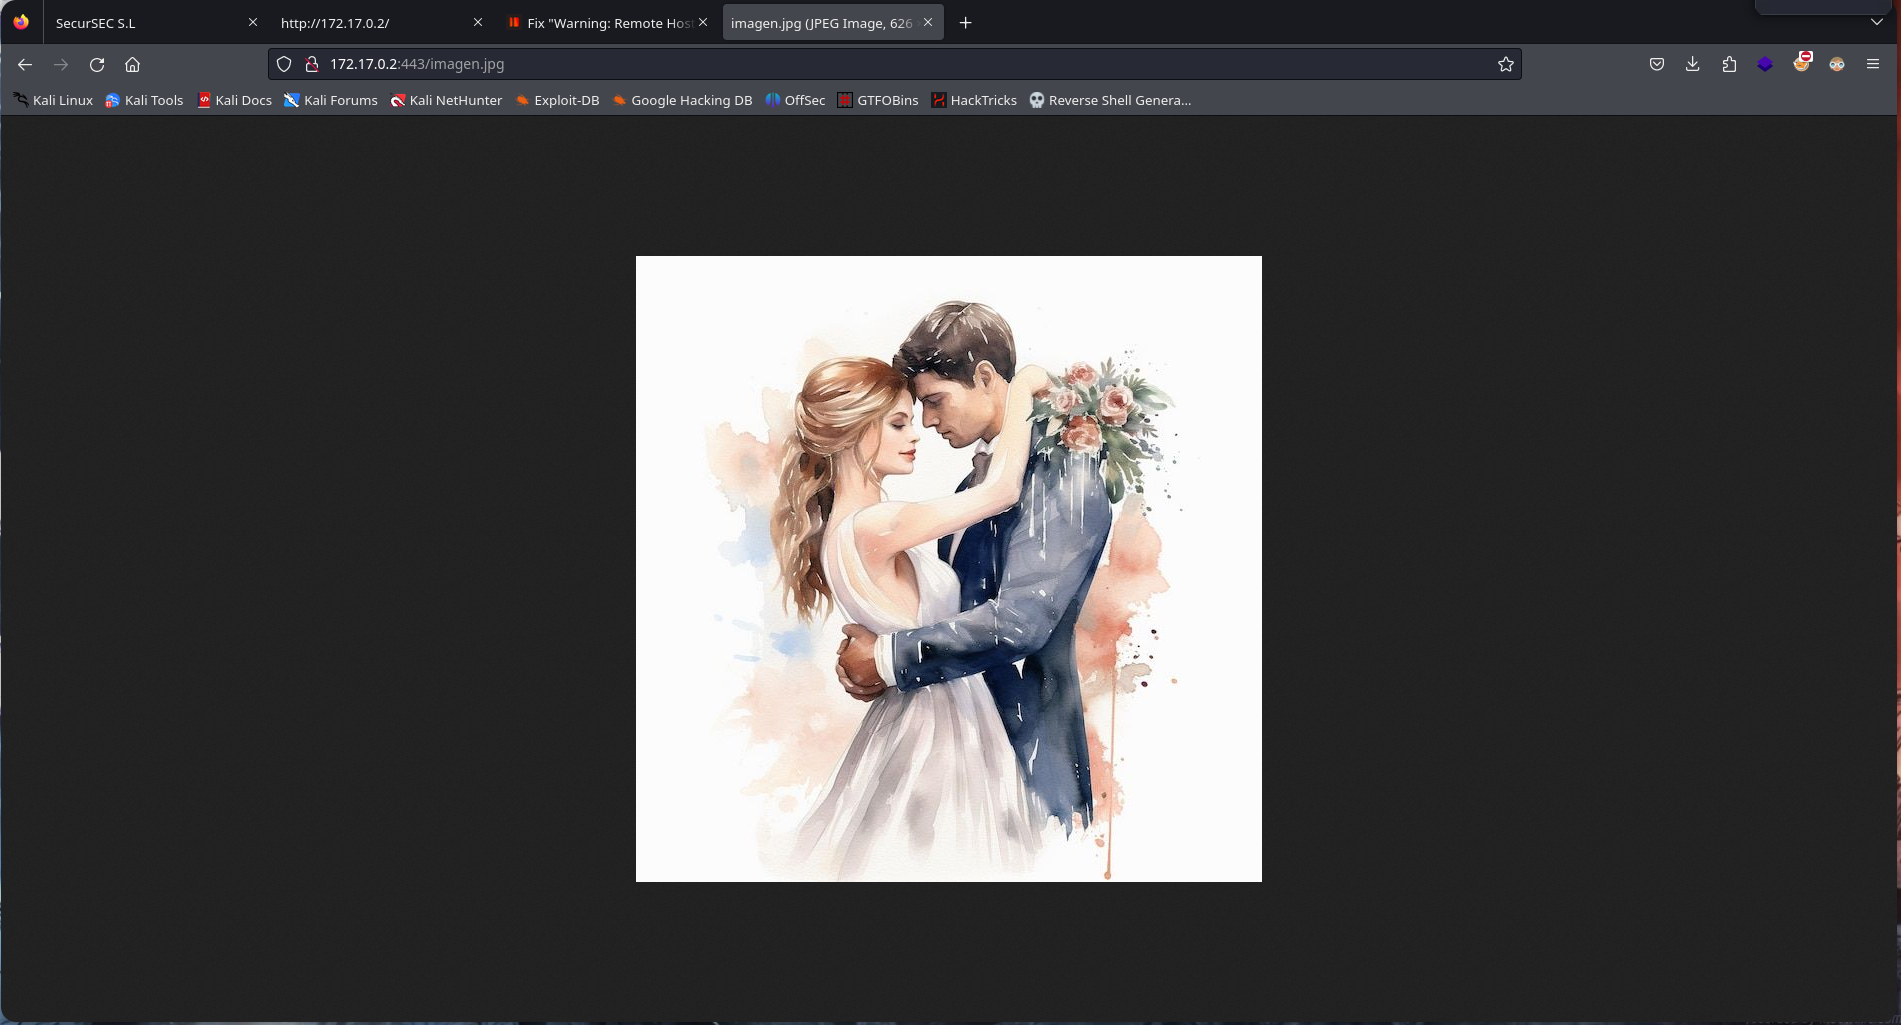 SecurSEC S.L
http://172.17.0.2/
Fix "Warning: Remote Host
imagen.jpg (JPEG Image, 626
172.17.0.2:443/imagen.jpg
Kali Linux
Kali Tools
Kali Docs
Kali Forums
Kali NetHunter
Exploit-DB
Google Hacking DB
OffSec
GTFOBins
HackTricks
Reverse Shell Genera…